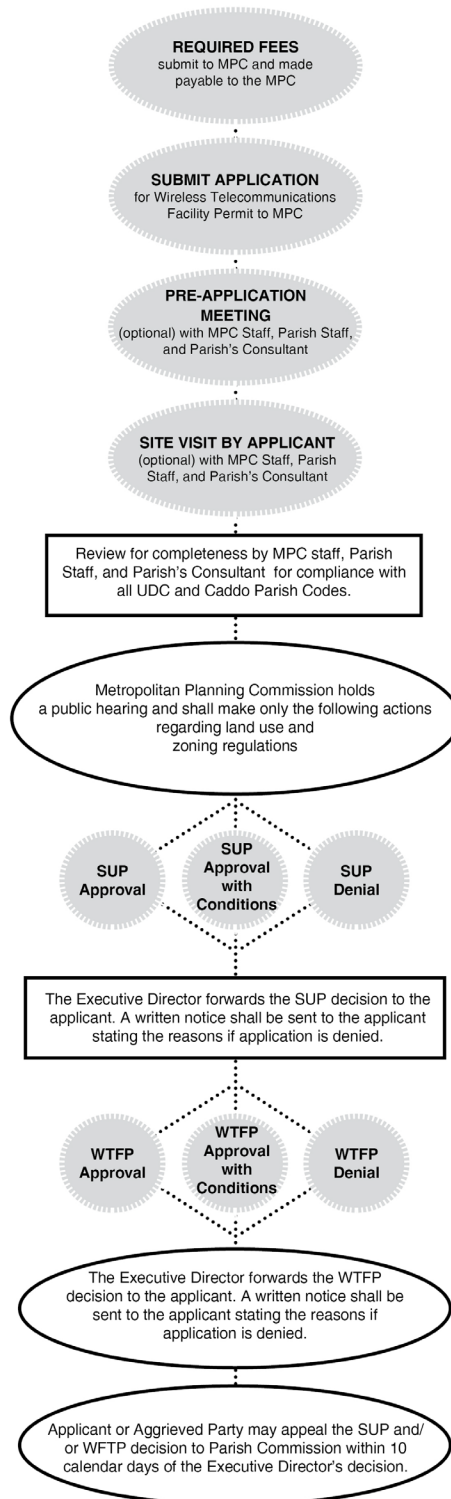 REQUIRED FEES
submit to MPC and made
payable to the MPC
SUBMIT APPLICATION
for Wireless Telecommunications
Facility Permit to MPC
PRE-APPLICATION
MEETING
(optional) with MPC Staff, Parish Staff,
and Parish's Consultant
SITE VISIT BY APPLICANT
(optional) with MPC Staff, Parish
Staff, and Parish's Consultant
Review for completeness by MPC staff, Parish
Staff, and Parish's Consultant for compliance with
all UDC and Caddo Parish Codes.
Metropolitan Planning Commission holds
a public hearing and shall make only the following actions
regarding land use and
zoning regulations
SUP
Approval
SUP
Approval
with
Conditions
SUP
Denial
The Executive Director forwards the SUP decision to the
applicant. A written notice shall be sent to the applicant
stating the reasons if application is denied.
WTFP
Approval
WTFP
Approval
with
Conditions
WTFP
Denial
The Executive Director forwards the WTFP
decision to the applicant. A written notice shall be
sent to the applicant stating the reasons if
application is denied.
Applicant or Aggrieved Party may appeal the SUP and/
or WFTP decision to Parish Commission within 10
calendar days of the Executive Director's decision.